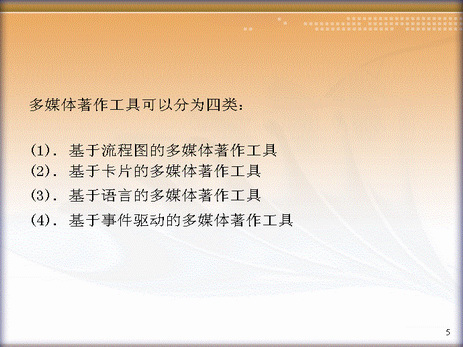 多媒体著作工具可以分为四类：
(1). 基于流程图的多媒体著作工具
(2). 基于卡片的多媒体著作工具
(3). 基于语言的多媒体著作工具
(4). 基于事件驱动的多媒体著作工具
5